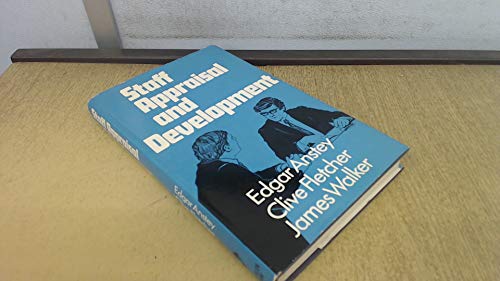 Staff
Appraisal
and
Development
Edgar Anstey
Clive Fletcher
James Walker
Staff Appraisal
Edgar Anstey